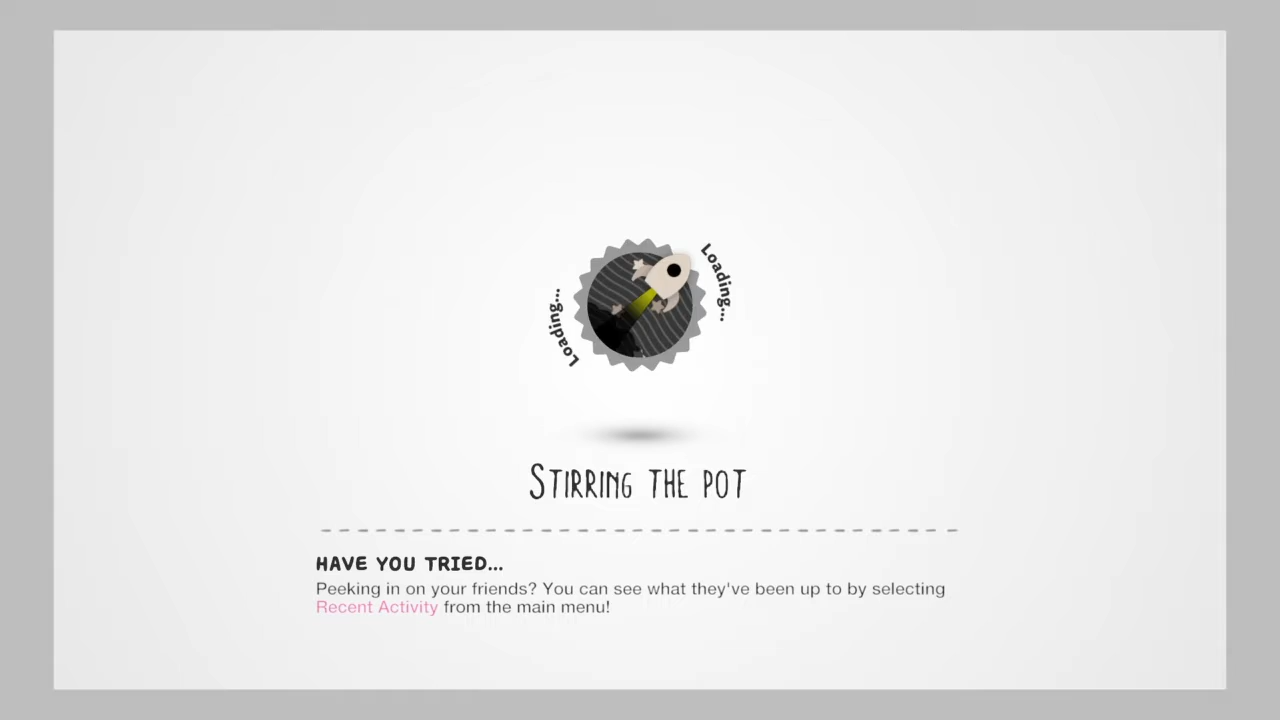 Loading...
Loading...
Stirring the pot
HAVE YOU TRIED...
Peeking in on your friends? You can see what they've been up to by selecting
Recent Activity from the main menu!